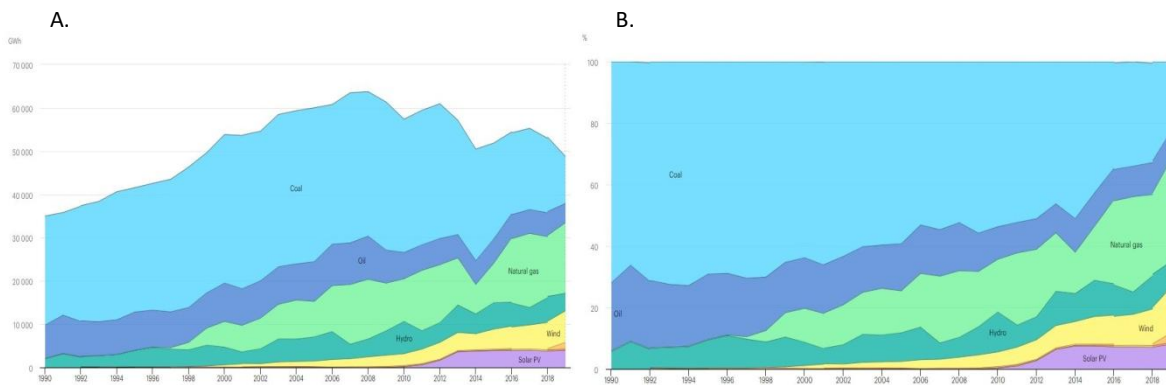 A.
GWh
70 000
60 000
50 000
40 000
30 000
20 000
10 000
0
Coal
Oil
Natural gas
Hydro
Wind
Solar PV
1990 1992 1994 1996 1998 2000 2002 2004 2006 2008 2010 2012 2014 2016 2018
B.
%
100
80
60
40
20
0
Coal
Oil
Natural gas
Hydro
Wind
Solar PV
1990 1992 1994 1996 1998 2000 2002 2004 2006 2008 2010 2012 2014 2016 2018